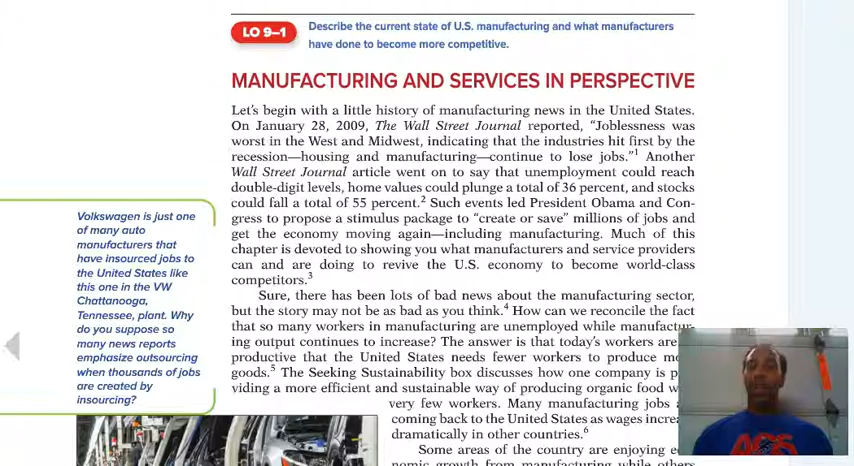 LO 9–1
Describe the current state of U.S. manufacturing and what manufacturers
have done to become more competitive.
MANUFACTURING AND SERVICES IN PERSPECTIVE
Let's begin with a little history of manufacturing news in the United States.
On January 28, 2009, The Wall Street Journal reported, "Joblessness was
worst in the West and Midwest, indicating that the industries hit first by the
recession—housing and manufacturing—continue to lose jobs."1 Another
Wall Street Journal article went on to say that unemployment could reach
double-digit levels, home values could plunge a total of 36 percent, and stocks
could fall a total of 55 percent.2 Such events led President Obama and Con-
gress to propose a stimulus package to "create or save" millions of jobs and
get the economy moving again—including manufacturing. Much of this
chapter is devoted to showing you what manufacturers and service providers
can and are doing to revive the U.S. economy to become world-class
competitors.3
Sure, there has been lots of bad news about the manufacturing sector,
but the story may not be as bad as you think.4 How can we reconcile the fact
that so many workers in manufacturing are unemployed while manufactur-
ing output continues to increase? The answer is that today's workers are
productive that the United States needs fewer workers to produce
goods.5 The Seeking Sustainability box discusses how one company is
viding a more efficient and sustainable way of producing organic food
very few workers. Many manufacturing jobs
coming back to the United States as wages
dramatically in other countries.6
Some areas of the country are enjoying
nomic growth from manufacturing while others
Volkswagen is just one
of many auto
manufacturers that
have insourced jobs to
the United States like
this one in the VW
Chattanooga,
Tennessee, plant. Why
do you suppose so
many news reports
emphasize outsourcing
when thousands of jobs
are created by
insourcing?